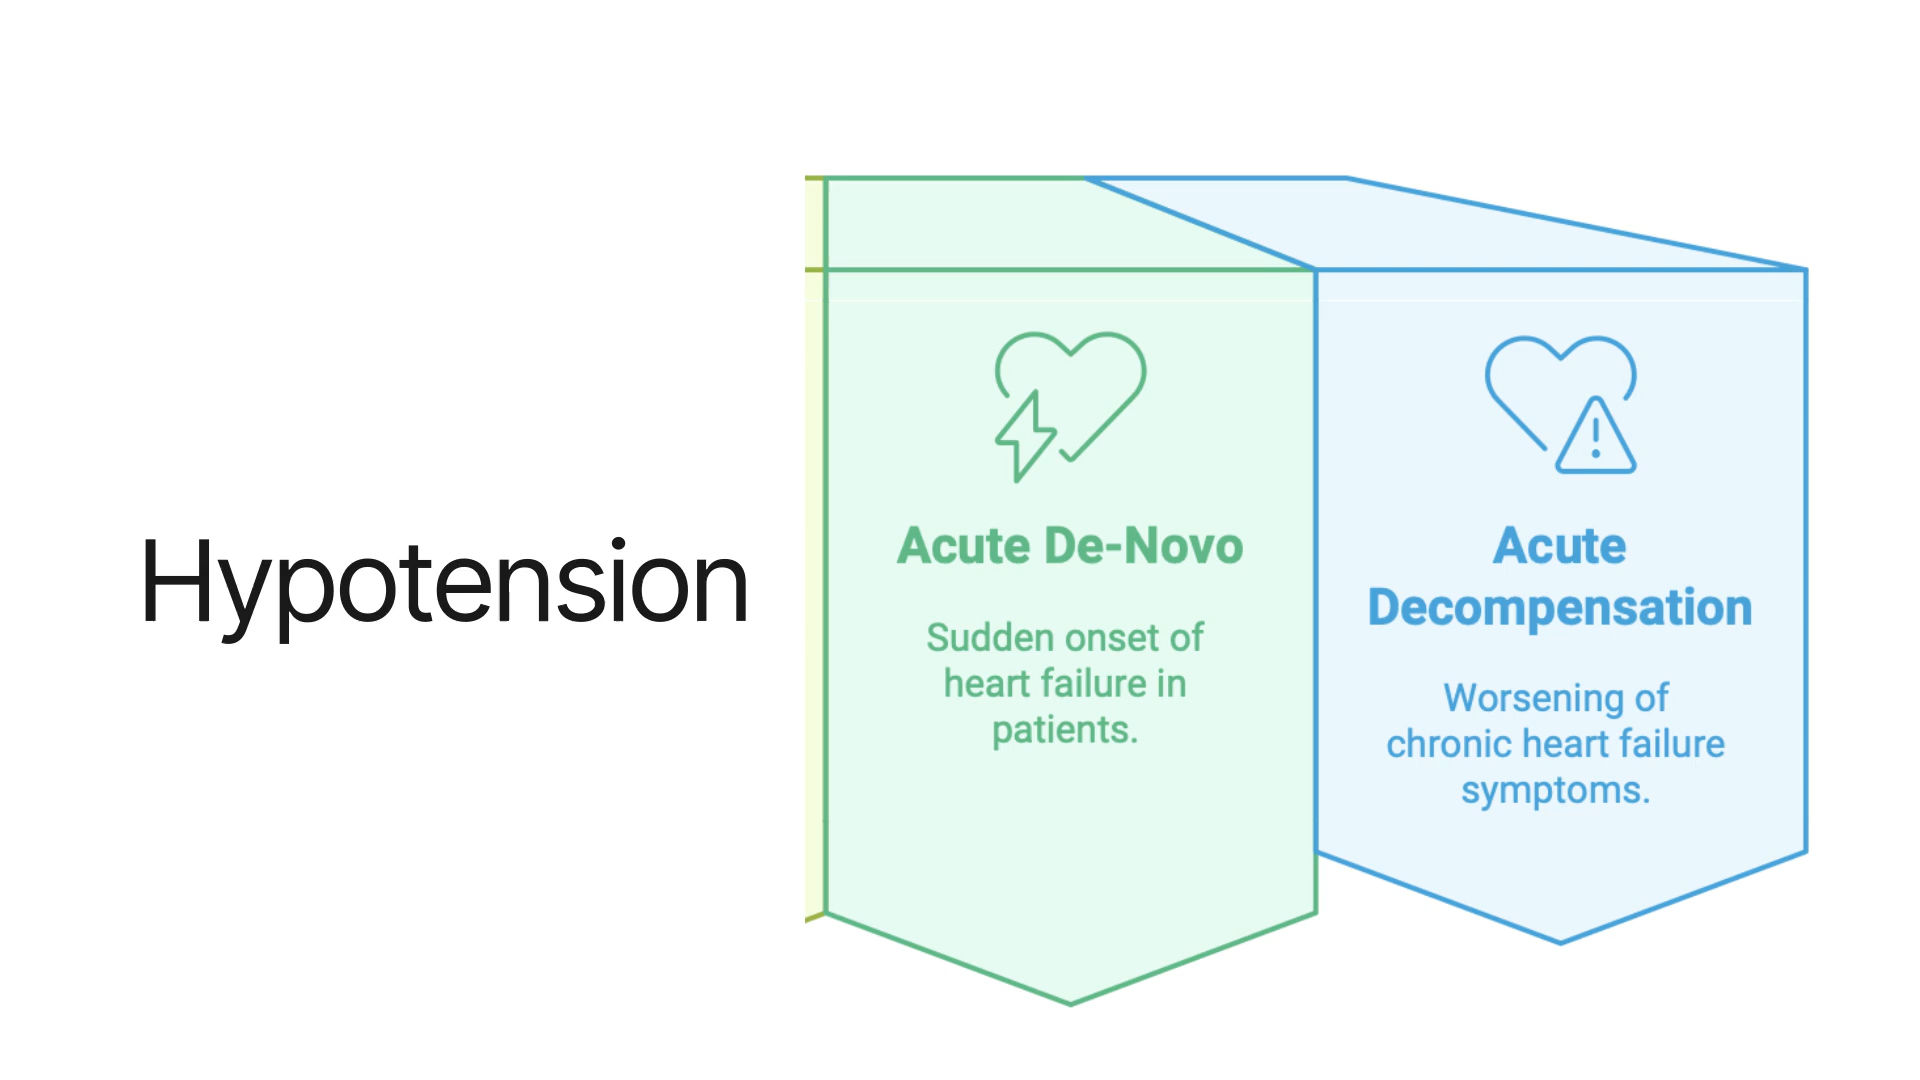 Hypotension
Acute De-Novo
Sudden onset of
heart failure in
patients.
Acute
Decompensation
Worsening of
chronic heart failure
symptoms.